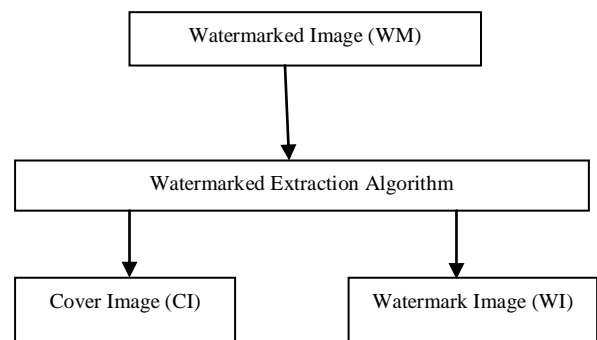 Watermarked Image (WM)
Watermarked Extraction Algorithm
Cover Image (CI)
Watermark Image (WI)